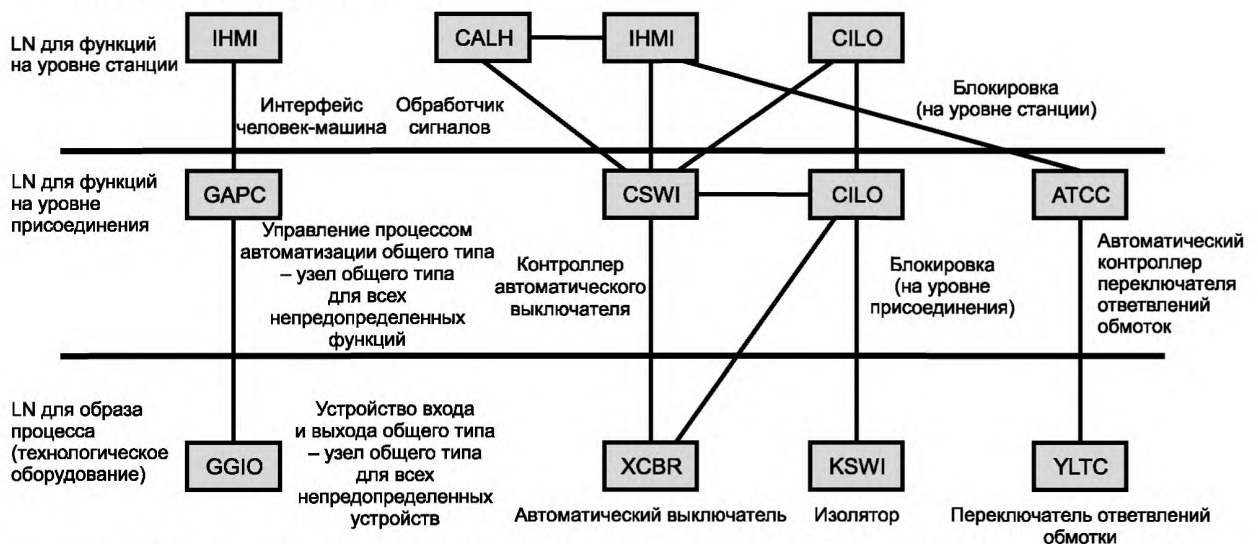 LN для функций
на уровне станции
IHMI
CALH
IHMI
CILO
Интерфейс
человек-машина
Обработчик
сигналов
Блокировка
(на уровне станции)
LN для функций
на уровне
присоединения
GAPC
CSWI
CILO
ATCC
Управление процессом
автоматизации общего типа
– узел общего типа
для всех
непредопределенных
функций
Контроллер
автоматического
выключателя
Блокировка
(на уровне
присоединения)
Автоматический
контроллер
переключателя
ответвлений
обмоток
LN для образа
процесса
(технологическое
оборудование)
GGIO
Устройство входа
и выхода общего типа
– узел общего типа
для всех
непредопределенных
устройств
XCBR
KSWI
YLTC
Автоматический выключатель
Изолятор
Переключатель ответвлений
обмотки